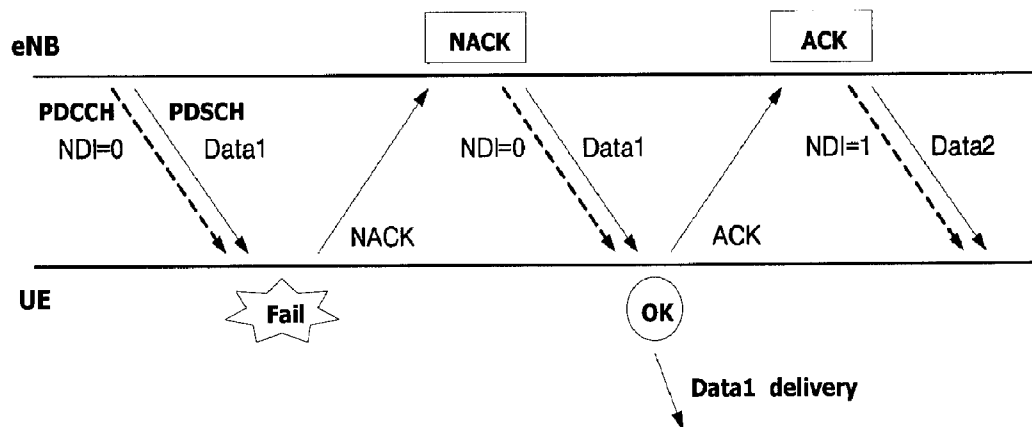 eNB
NACK
ACK
PDCCH
PDSCH
NDI=0
Data1
NACK
NDI=0
Data1
ACK
NDI=1
Data2
UE
Fail
OK
Data1 delivery